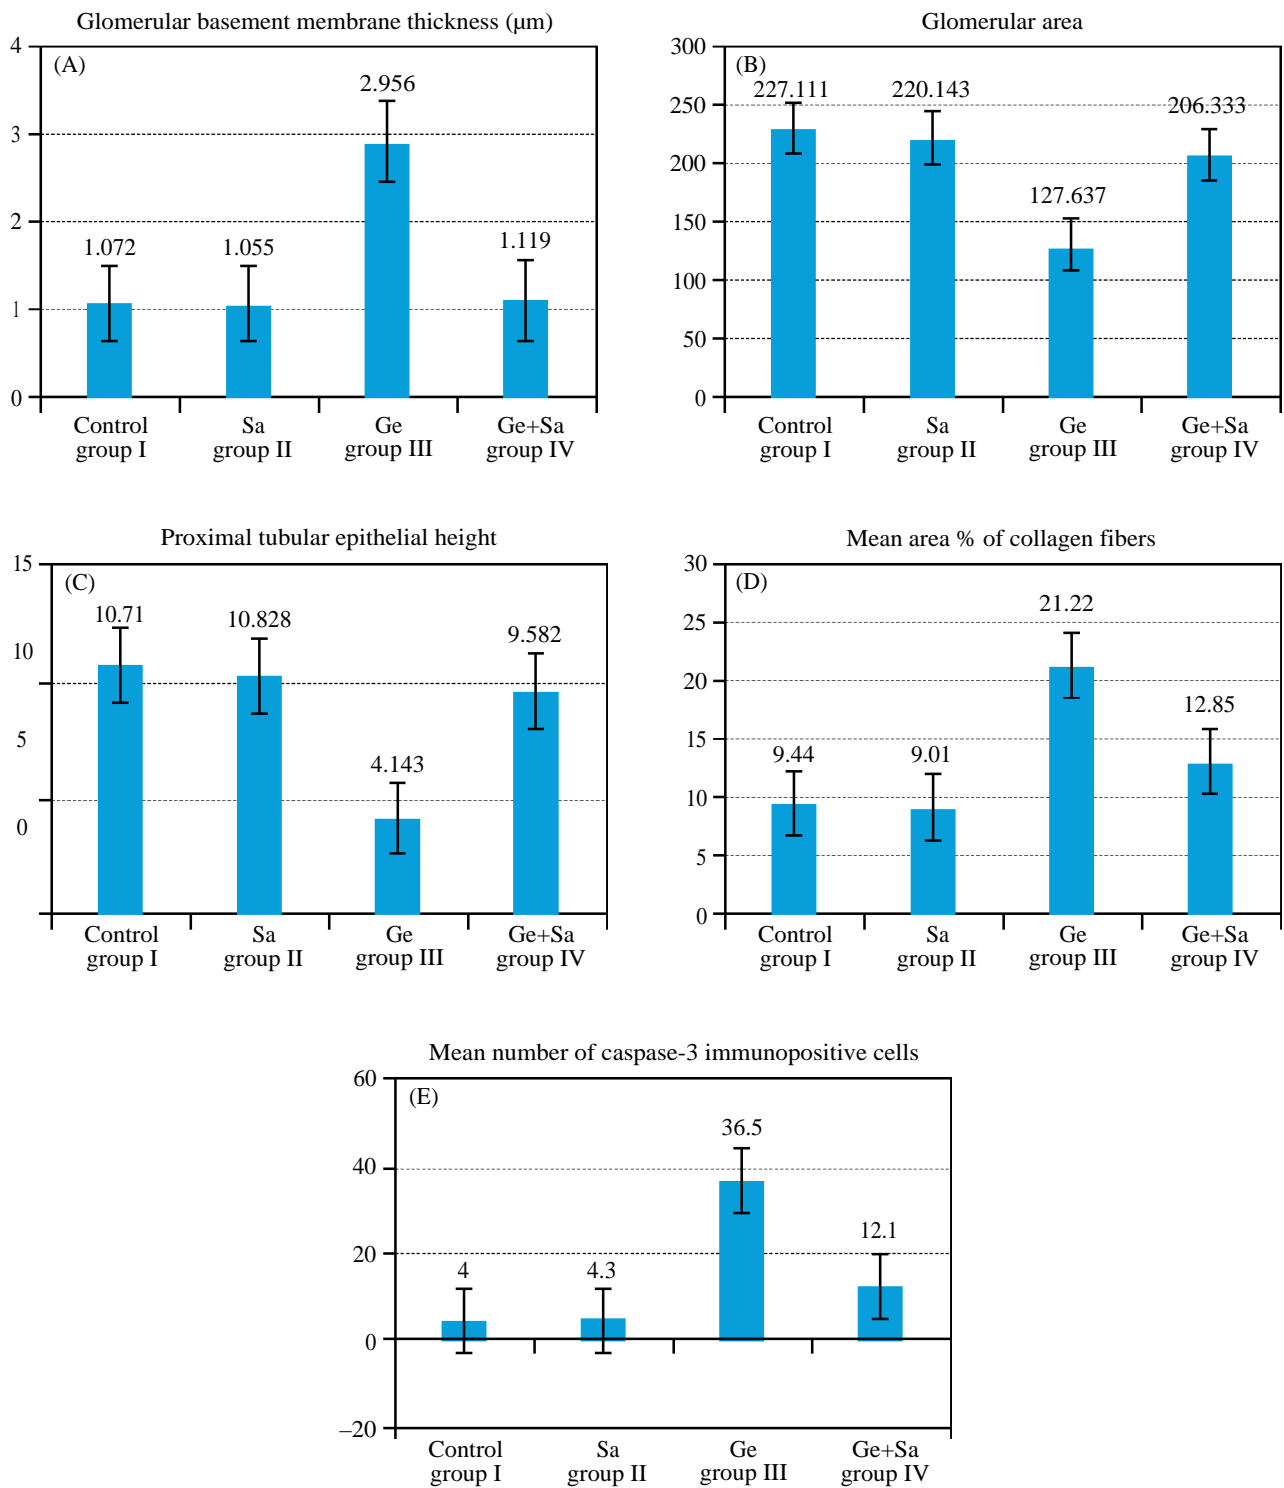 Glomerular basement membrane thickness (µm)
(A)
4
3
2
1
0
1.072
1.055
2.956
1.119
Control
group I
Sa
group II
Ge
group III
Ge+Sa
group IV
Glomerular area
(B)
300
250
200
150
100
50
0
227.111
220.143
127.637
206.333
Control
group I
Sa
group II
Ge
group III
Ge+Sa
group IV
Proximal tubular epithelial height
(C)
15
10
5
0
10.71
10.828
4.143
9.582
Control
group I
Sa
group II
Ge
group III
Ge+Sa
group IV
Mean area % of collagen fibers
(D)
30
25
20
15
10
5
0
9.44
9.01
21.22
12.85
Control
group I
Sa
group II
Ge
group III
Ge+Sa
group IV
Mean number of caspase-3 immunopositive cells
(E)
60
40
20
0
–20
4
4.3
36.5
12.1
Control
group I
Sa
group II
Ge
group III
Ge+Sa
group IV